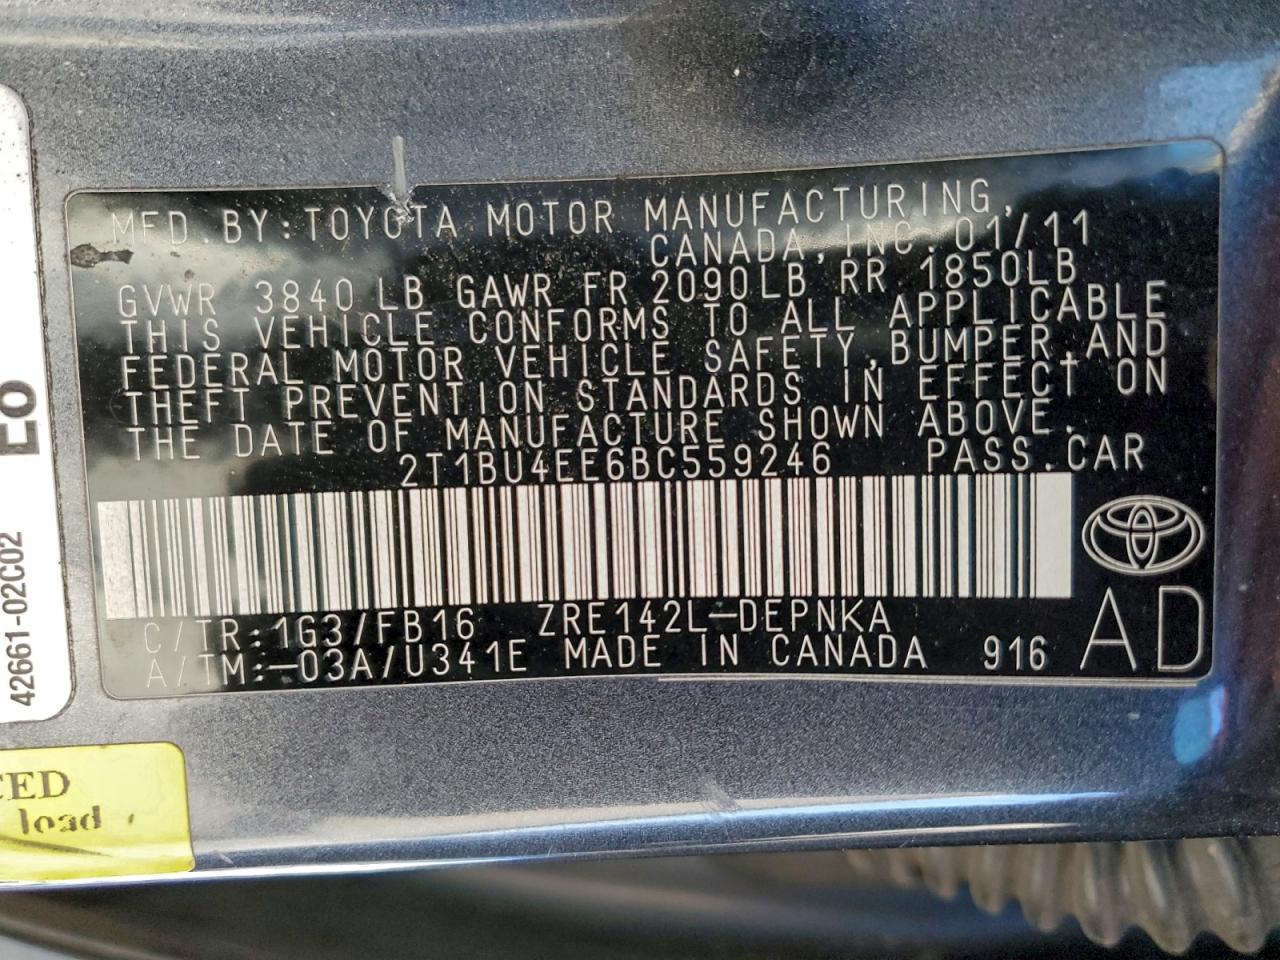 MFD.BY:TOYOTA MOTOR MANUFACTURING,
CANADA,INC.01/11
GVWR 3840LB GAWR FR 2090LB RR 1850LB
THIS VEHICLE CONFORMS TO ALL APPLICABLE
FEDERAL MOTOR VEHICLE SAFETY,BUMPER,AND
THEFT PREVENTION STANDARDS IN EFFECT ON
THE DATE OF MANUFACTURE SHOWN ABOVE.
2T1BU4EE6BC559246 PASS.CAR
C/TR:1G3/FB16 ZRE142L-DEPNKA
A/TM:-03A/U341E MADE IN CANADA 916
AD
EO
42661-02C02
CED
load